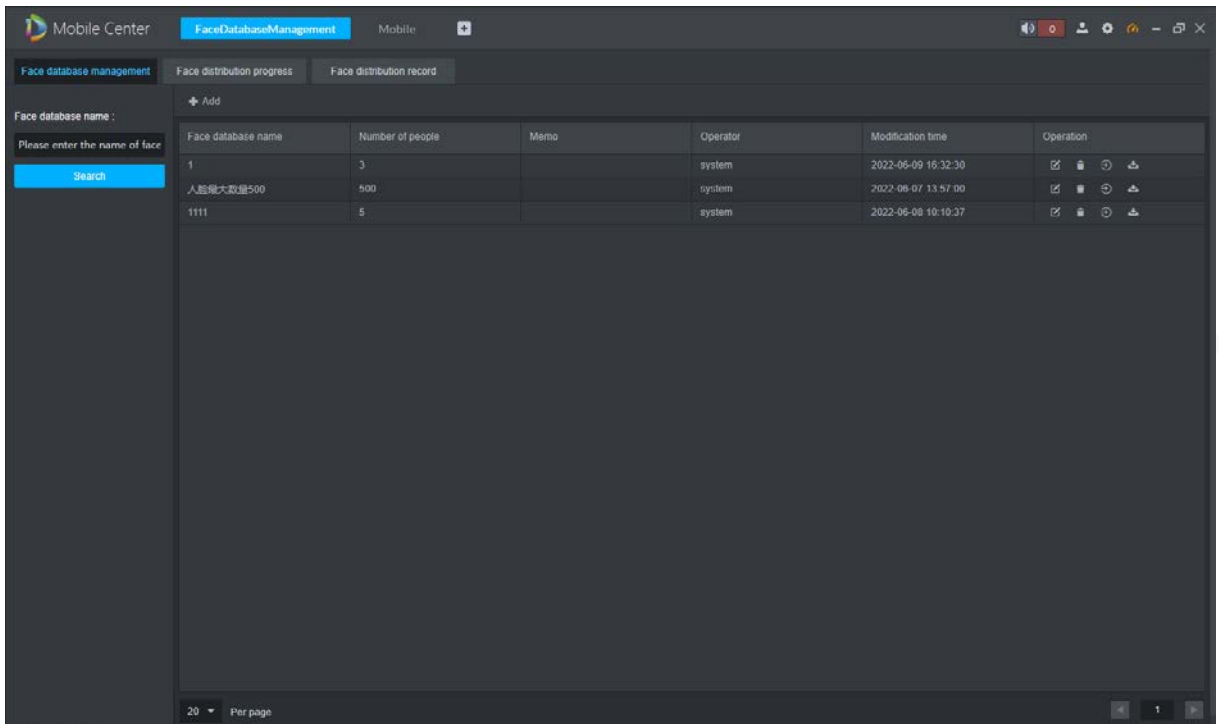 Mobile Center FaceDatabaseManagement Mobile 0
Face database management Face distribution progress Face distribution record
Add
Face database name :
Please enter the name of face
Search
Face database name Number of people Memo Operator Modification time Operation
1 3 system 2022-06-09 16:32:30
人脸最大数量500 500 system 2022-06-07 13:57:00
1111 5 system 2022-06-08 10:10:37
20 Per page 1